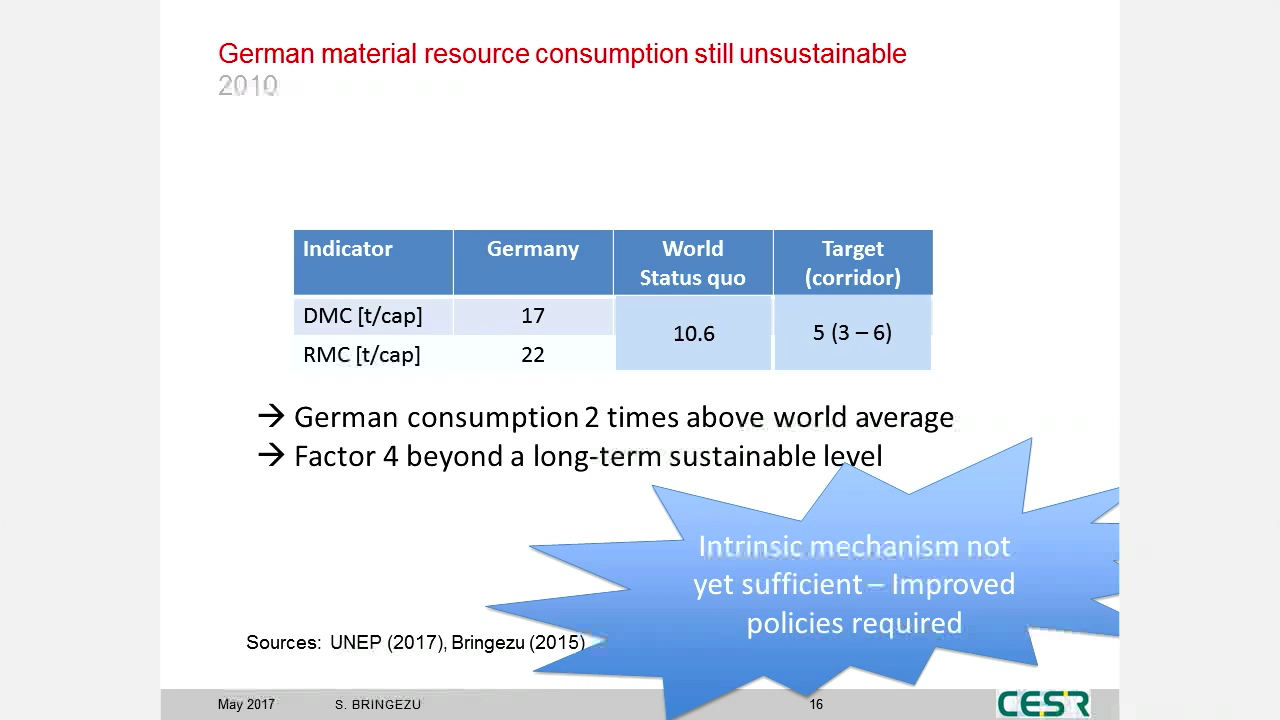 German material resource consumption still unsustainable
2010
Indicator Germany World Status quo Target (corridor)
DMC [t/cap] 17 10.6 5 (3 – 6)
RMC [t/cap] 22
→ German consumption 2 times above world average
→ Factor 4 beyond a long-term sustainable level
Intrinsic mechanism not
yet sufficient – Improved
policies required
Sources: UNEP (2017), Bringezu (2015)
May 2017 S. BRINGEZU 16 CESR